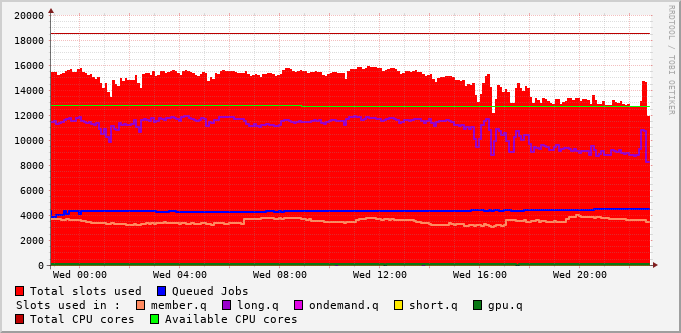 RRDTOOL / TOBI OETIKER
20000
18000
16000
14000
12000
10000
8000
6000
4000
2000
0
Wed 00:00 Wed 04:00 Wed 08:00 Wed 12:00 Wed 16:00 Wed 20:00
Total slots used Queued Jobs
Slots used in : member.q long.q ondemand.q short.q gpu.q
Total CPU cores Available CPU cores